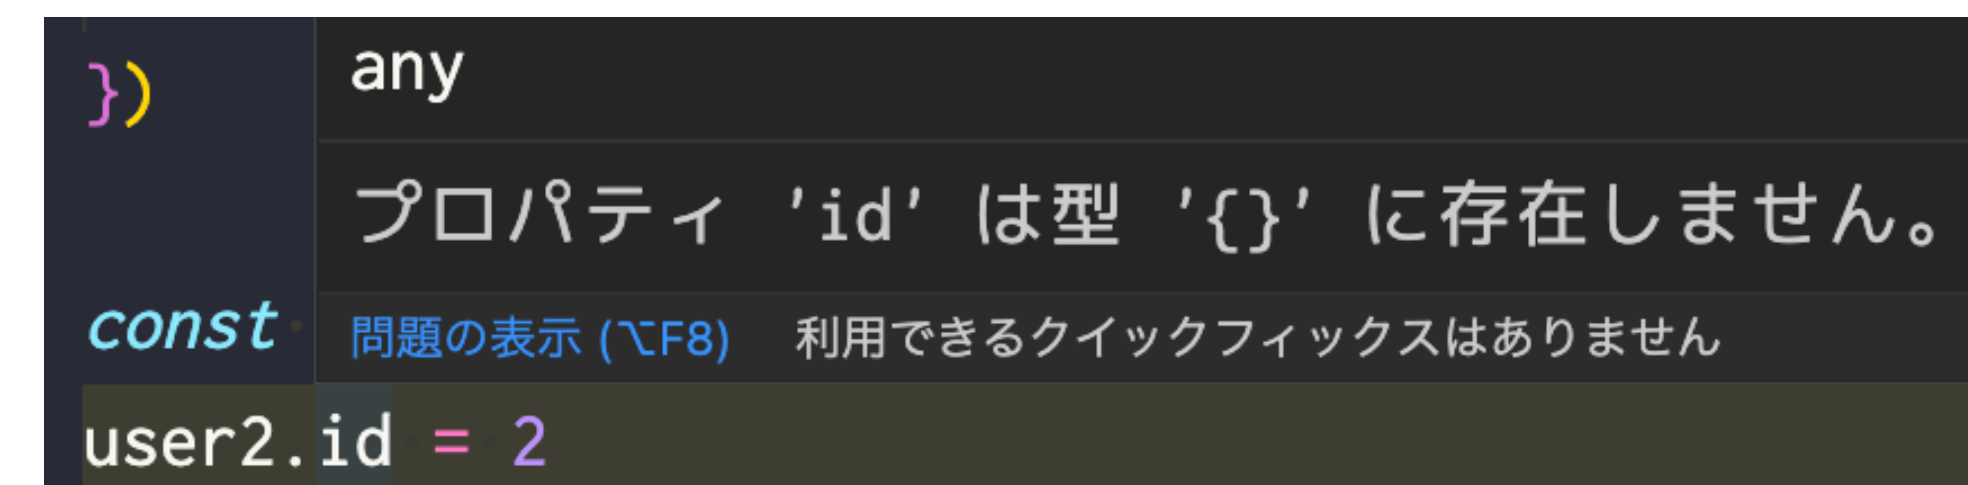 any
})
プロパティ 'id' は型 '{}' に存在しません。
const
問題の表示 (⌥F8) 利用できるクイックフィックスはありません
user2.id = 2